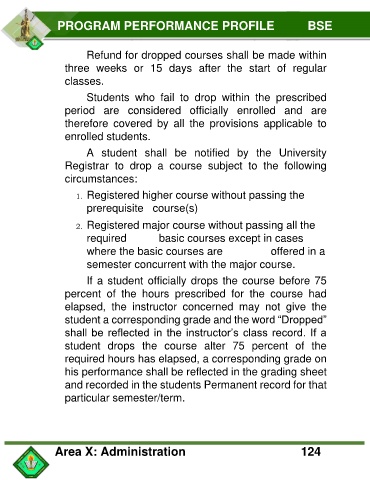 PROGRAM PERFORMANCE PROFILE BSE
Refund for dropped courses shall be made within
three weeks or 15 days after the start of regular
classes.
Students who fail to drop within the prescribed
period are considered officially enrolled and are
therefore covered by all the provisions applicable to
enrolled students.
A student shall be notified by the University
Registrar to drop a course subject to the following
circumstances:
1. Registered higher course without passing the
prerequisite course(s)
2. Registered major course without passing all the
required basic courses except in cases
where the basic courses are offered in a
semester concurrent with the major course.
If a student officially drops the course before 75
percent of the hours prescribed for the course had
elapsed, the instructor concerned may not give the
student a corresponding grade and the word “Dropped”
shall be reflected in the instructor’s class record. If a
student drops the course alter 75 percent of the
required hours has elapsed, a corresponding grade on
his performance shall be reflected in the grading sheet
and recorded in the students Permanent record for that
particular semester/term.
Area X: Administration 124